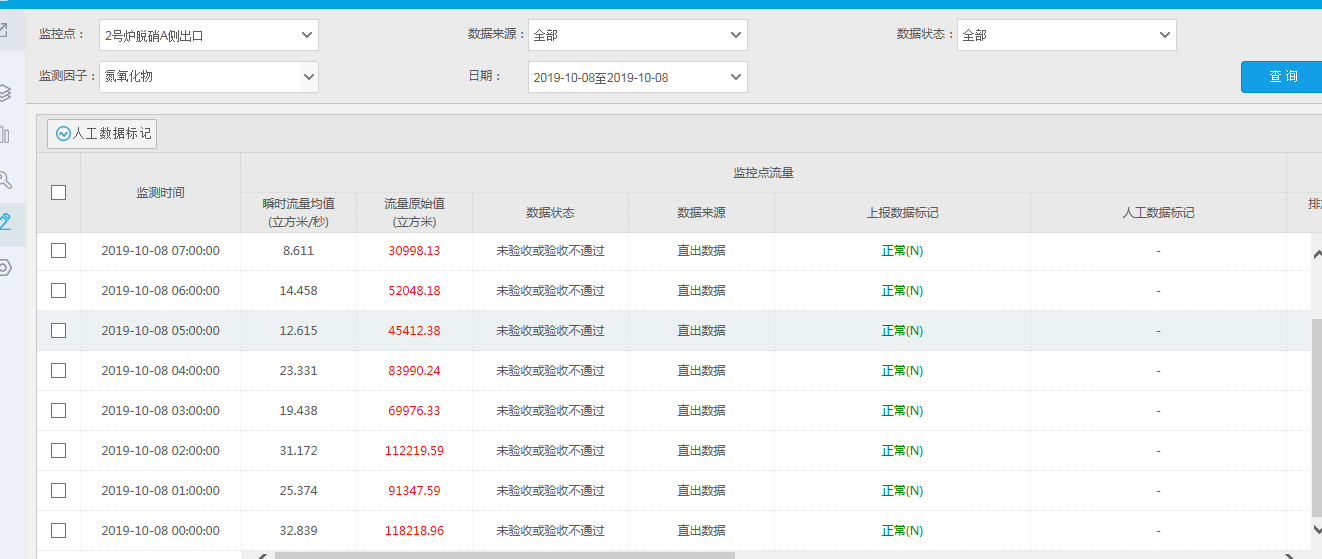 监控点： 2号炉脱硝A侧出口 数据来源： 全部 数据状态： 全部
监测因子： 氮氧化物 日期： 2019-10-08至2019-10-08 查 询
人工数据标记
监控点流量
监测时间 瞬时流量均值 (立方米/秒) 流量原始值 (立方米) 数据状态 数据来源 上报数据标记 人工数据标记
2019-10-08 07:00:00 8.611 30998.13 未验收或验收不通过 直出数据 正常(N) -
2019-10-08 06:00:00 14.458 52048.18 未验收或验收不通过 直出数据 正常(N) -
2019-10-08 05:00:00 12.615 45412.38 未验收或验收不通过 直出数据 正常(N) -
2019-10-08 04:00:00 23.331 83990.24 未验收或验收不通过 直出数据 正常(N) -
2019-10-08 03:00:00 19.438 69976.33 未验收或验收不通过 直出数据 正常(N) -
2019-10-08 02:00:00 31.172 112219.59 未验收或验收不通过 直出数据 正常(N) -
2019-10-08 01:00:00 25.374 91347.59 未验收或验收不通过 直出数据 正常(N) -
2019-10-08 00:00:00 32.839 118218.96 未验收或验收不通过 直出数据 正常(N) -